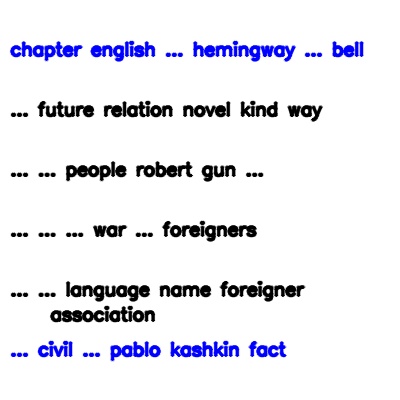 chapter english ... hemingway ... bell
... future relation novel kind way
... ... people robert gun ...
... ... ... war ... foreigners
... ... language name foreigner
association
... civil ... pablo kashkin fact